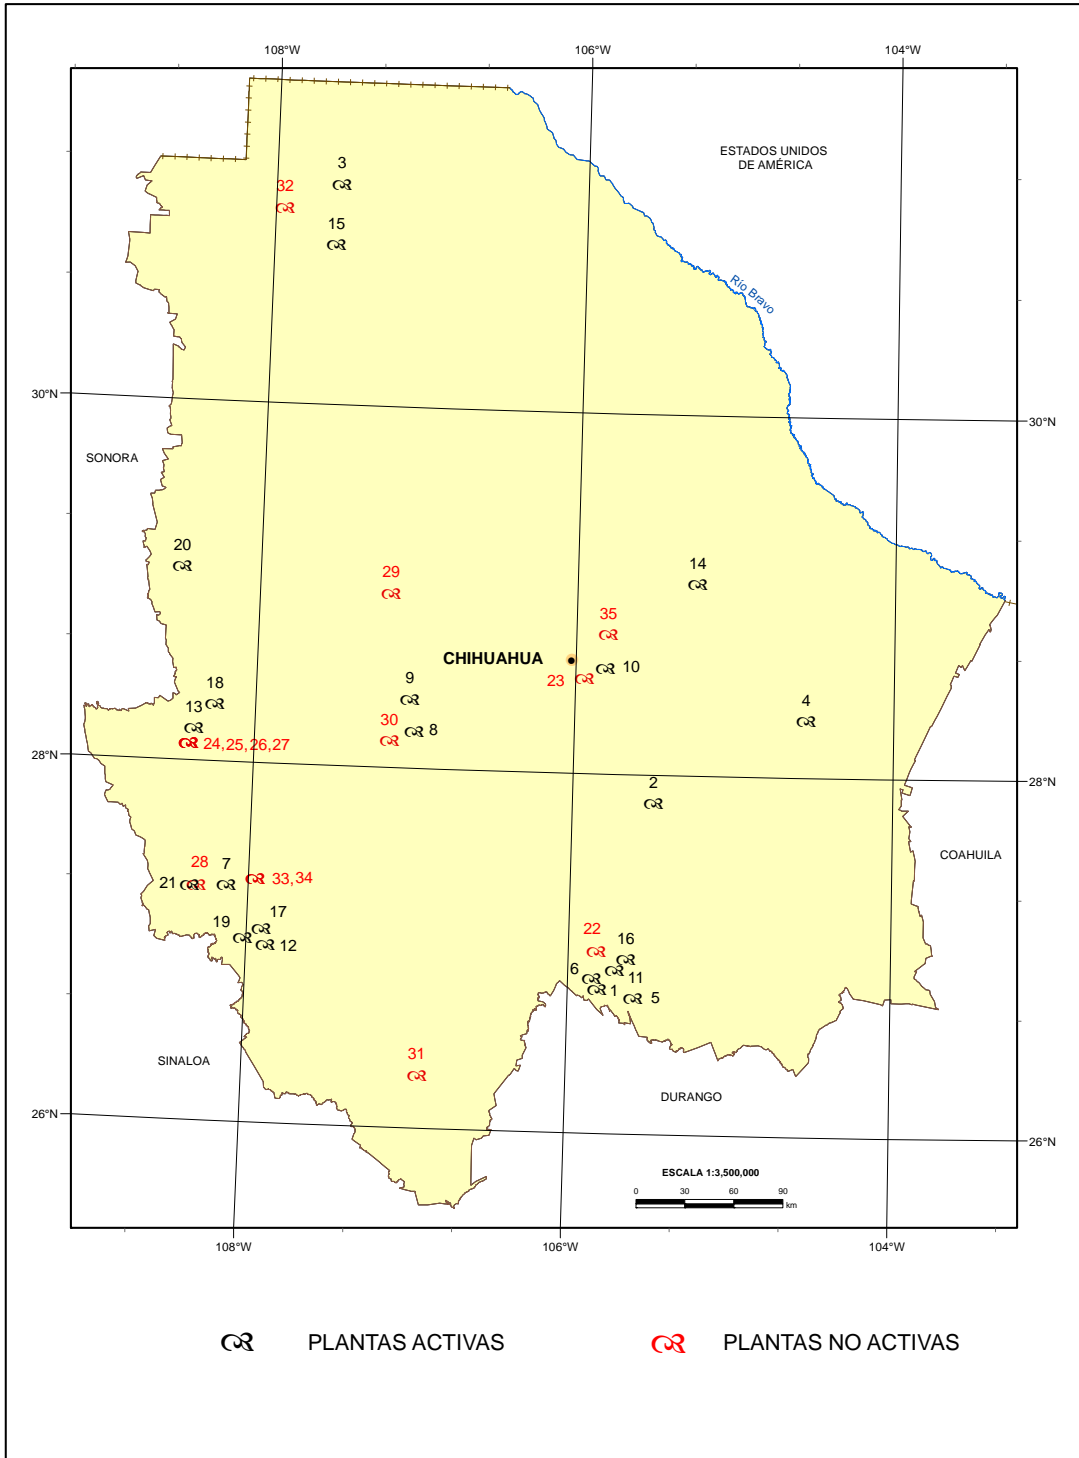 108°W
106°W
104°W
ESTADOS UNIDOS
DE AMÉRICA
3
32
15
Río Bravo
30°N
30°N
SONORA
20
29
14
35
CHIHUAHUA
10
23
18
9
13
4
30
8
24,25,26,27
28°N
28°N
2
COAHUILA
28
7
21
33,34
17
19
12
22
16
6
11
1
5
31
SINALOA
DURANGO
26°N
26°N
ESCALA 1:3,500,000
0 30 60 90
km
108°W
106°W
104°W
PLANTAS ACTIVAS
PLANTAS NO ACTIVAS